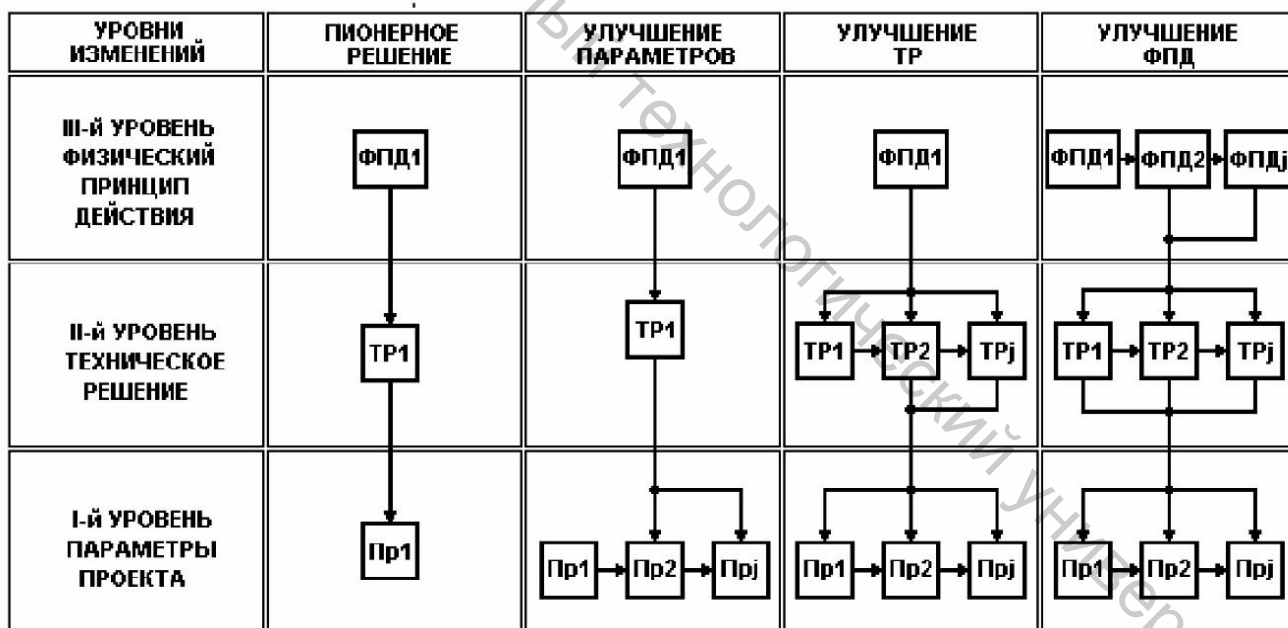 УРОВНИ
ИЗМЕНЕНИЙ
ПИОНЕРНОЕ
РЕШЕНИЕ
УЛУЧШЕНИЕ
ПАРАМЕТРОВ
УЛУЧШЕНИЕ
ТР
УЛУЧШЕНИЕ
ФПД
III-й УРОВЕНЬ
ФИЗИЧЕСКИЙ
ПРИНЦИП
ДЕЙСТВИЯ
ФПД1
ФПД1
ФПД1
ФПД1 ФПД2 ФПДj
II-й УРОВЕНЬ
ТЕХНИЧЕСКОЕ
РЕШЕНИЕ
ТР1
ТР1
ТР1 ТР2 ТРj
ТР1 ТР2 ТРj
I-й УРОВЕНЬ
ПАРАМЕТРЫ
ПРОЕКТА
Пр1
Пр1 Пр2 Прj
Пр1 Пр2 Прj
Пр1 Пр2 Прj
технологический